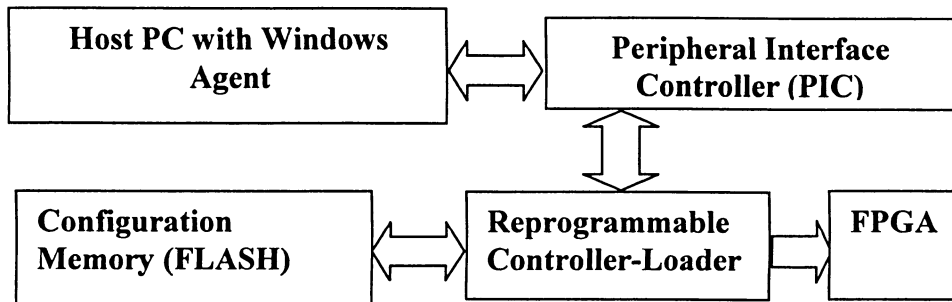 Host PC with Windows
Agent
Peripheral Interface
Controller (PIC)
Configuration
Memory (FLASH)
Reprogrammable
Controller-Loader
FPGA